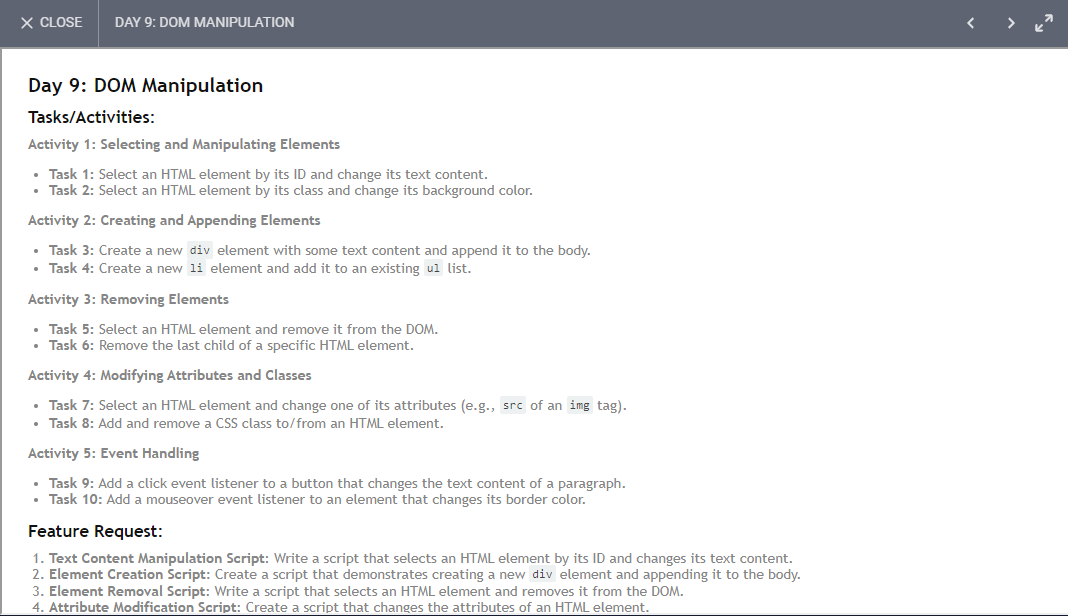 CLOSE
DAY 9: DOM MANIPULATION
Day 9: DOM Manipulation
Tasks/Activities:
Activity 1: Selecting and Manipulating Elements
• Task 1: Select an HTML element by its ID and change its text content.
• Task 2: Select an HTML element by its class and change its background color.
Activity 2: Creating and Appending Elements
• Task 3: Create a new div element with some text content and append it to the body.
• Task 4: Create a new li element and add it to an existing ul list.
Activity 3: Removing Elements
• Task 5: Select an HTML element and remove it from the DOM.
• Task 6: Remove the last child of a specific HTML element.
Activity 4: Modifying Attributes and Classes
• Task 7: Select an HTML element and change one of its attributes (e.g., src of an img tag).
• Task 8: Add and remove a CSS class to/from an HTML element.
Activity 5: Event Handling
• Task 9: Add a click event listener to a button that changes the text content of a paragraph.
• Task 10: Add a mouseover event listener to an element that changes its border color.
Feature Request:
1. Text Content Manipulation Script: Write a script that selects an HTML element by its ID and changes its text content.
2. Element Creation Script: Create a script that demonstrates creating a new div element and appending it to the body.
3. Element Removal Script: Write a script that selects an HTML element and removes it from the DOM.
4. Attribute Modification Script: Create a script that changes the attributes of an HTML element.